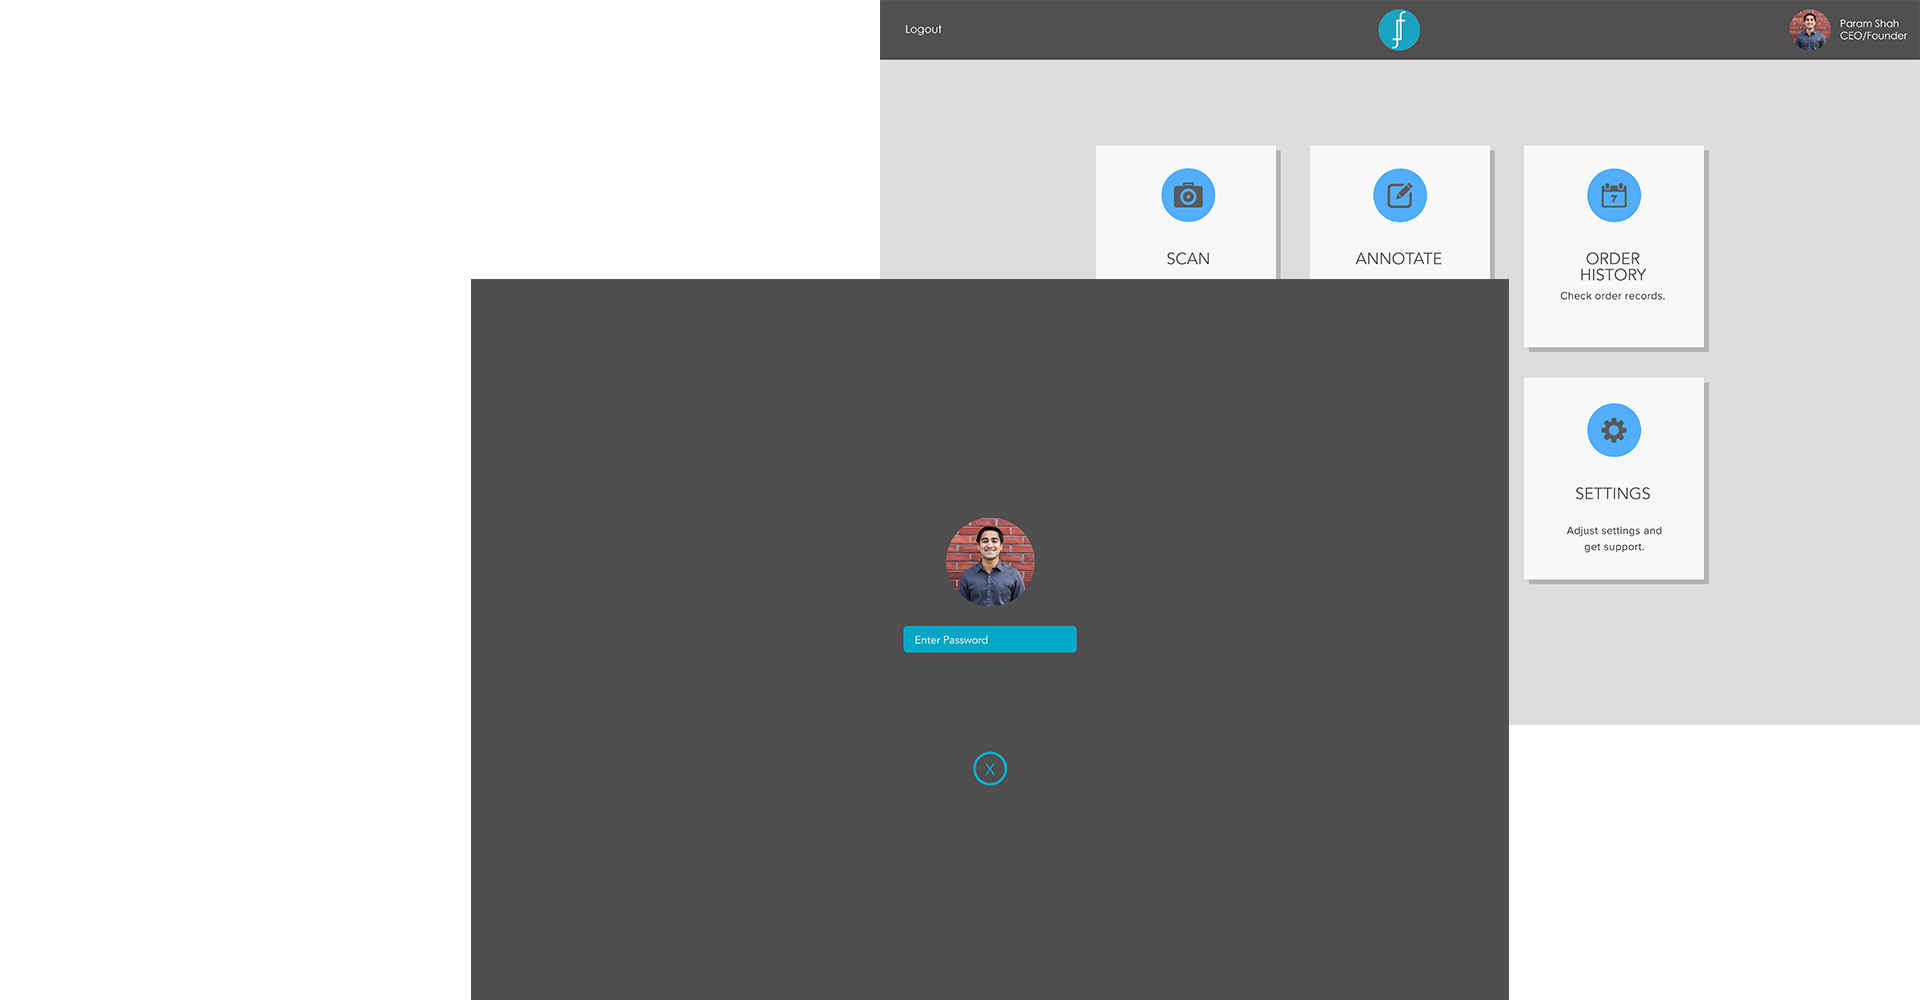 Logout
Param Shah
CEO/Founder
SCAN
ANNOTATE
ORDER
HISTORY
Check order records.
7
SETTINGS
Adjust settings and
get support.
Enter Password
X